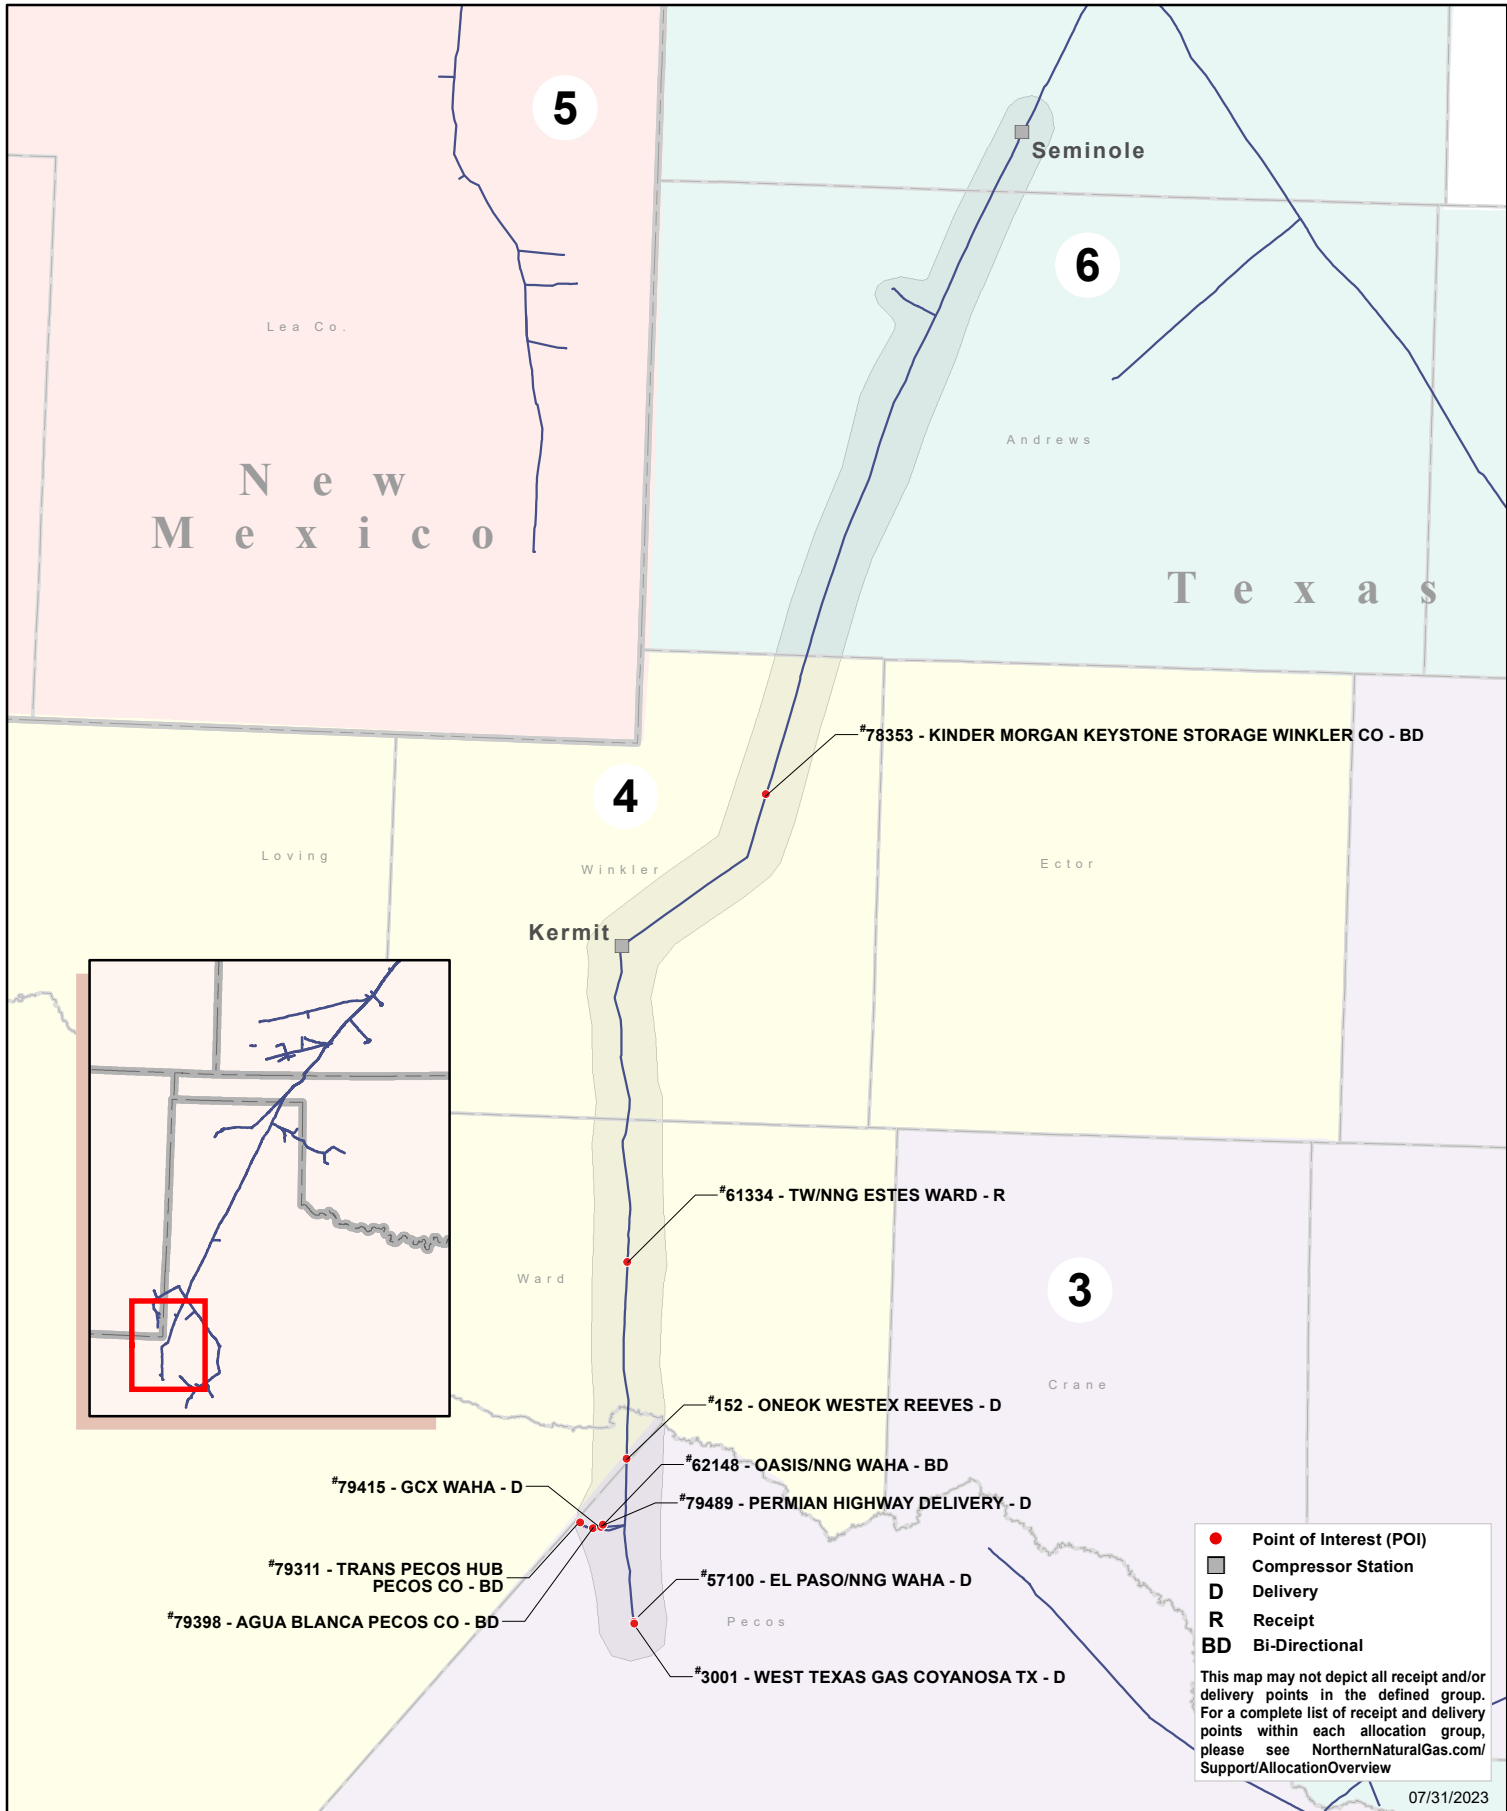 5
Seminole
6
Lea Co.
Andrews
New
Mexico
Texas
#78353 - KINDER MORGAN KEYSTONE STORAGE WINKLER CO - BD
4
Loving
Winkler
Ector
Kermit
#61334 - TW/NNG ESTES WARD - R
Ward
3
Crane
#152 - ONEOK WESTEX REEVES - D
#62148 - OASIS/NNG WAHA - BD
#79415 - GCX WAHA - D
#79489 - PERMIAN HIGHWAY DELIVERY - D
#79311 - TRANS PECOS HUB
PECOS CO - BD
#57100 - EL PASO/NNG WAHA - D
#79398 - AGUA BLANCA PECOS CO - BD
Pecos
#3001 - WEST TEXAS GAS COYANOSA TX - D
Point of Interest (POI)
Compressor Station
D Delivery
R Receipt
BD Bi-Directional
This map may not depict all receipt and/or
delivery points in the defined group.
For a complete list of receipt and delivery
points within each allocation group,
please see NorthernNaturalGas.com/
Support/AllocationOverview
07/31/2023